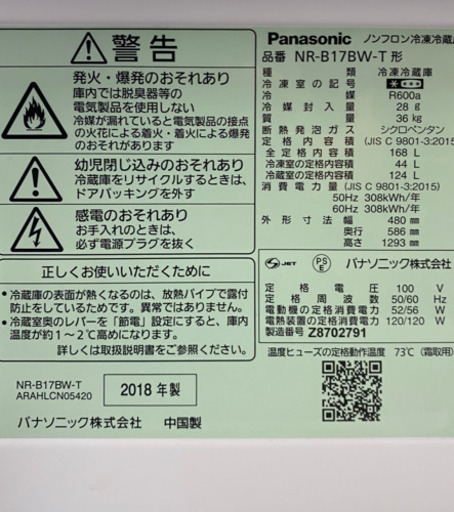 警告
発火・爆発のおそれあり
庫内では脱臭器等の
電気製品を使用しない
冷媒が漏れていると電気製品の接点
の火花による着火・着火による爆発
幼児閉じ込みのおそれあり
冷蔵庫をリサイクルするときは、
ドアパッキングを外す
感電のおそれあり
お手入れのときは、
必ず電源プラグを抜く
正しくお使いいただくために
•冷蔵庫の表面が熱くなるのは、放熱パイプで露付
防止をしているためです。異常ではありません。
•冷蔵室奥のレバーを「節電」設定にすると、庫内
温度が約1～2℃高めになります。
詳しくは取扱説明書をご参照ください。
NR-B17BW-T
ARAHLCN05420
2018 年製
パナソニック株式会社 中国製
Panasonic ノンフロン冷凍冷蔵
品番 NR-B17BW-T 形
種類 冷凍冷蔵庫
冷凍室の記号
冷媒 R600a
冷媒封入量 28 g
質量 36 kg
断熱発泡ガス シクロペンタン
定格内容積 (JIS C 9801-3:2015)
全定格内容積 168 L
冷凍室の定格内容積 44 L
冷蔵室の定格内容積 124 L
消費電力量 (JIS C 9801-3:2015)
50Hz 308kWh/年
60Hz 308kWh/年
外形寸法 幅 480 mm
奥行 586 mm
高さ 1293 mm
S JET PS E パナソニック株式会社
定格電圧 100 V
定格周波数 50/60 Hz
電動機の定格消費電力 52/56 W
電熱装置の定格消費電力 120/120 W
製造番号 Z8702791
温度ヒューズの定格動作温度 73℃ (霜取用)